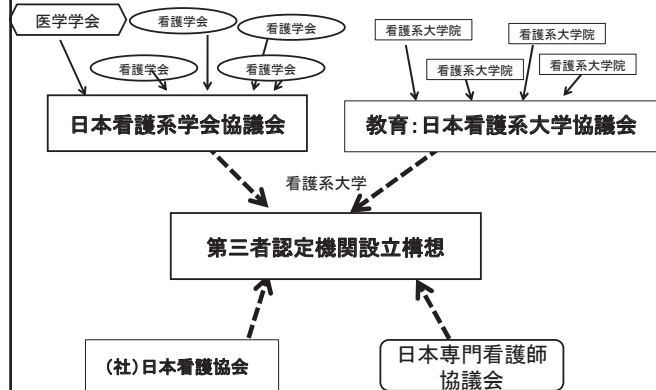 医学学会
看護学会
看護学会
看護学会
看護学会
看護系大学院
看護系大学院
看護系大学院
看護系大学院
日本看護系学会協議会
教育:日本看護系大学協議会
看護系大学
第三者認定機関設立構想
(社)日本看護協会
日本専門看護師
協議会